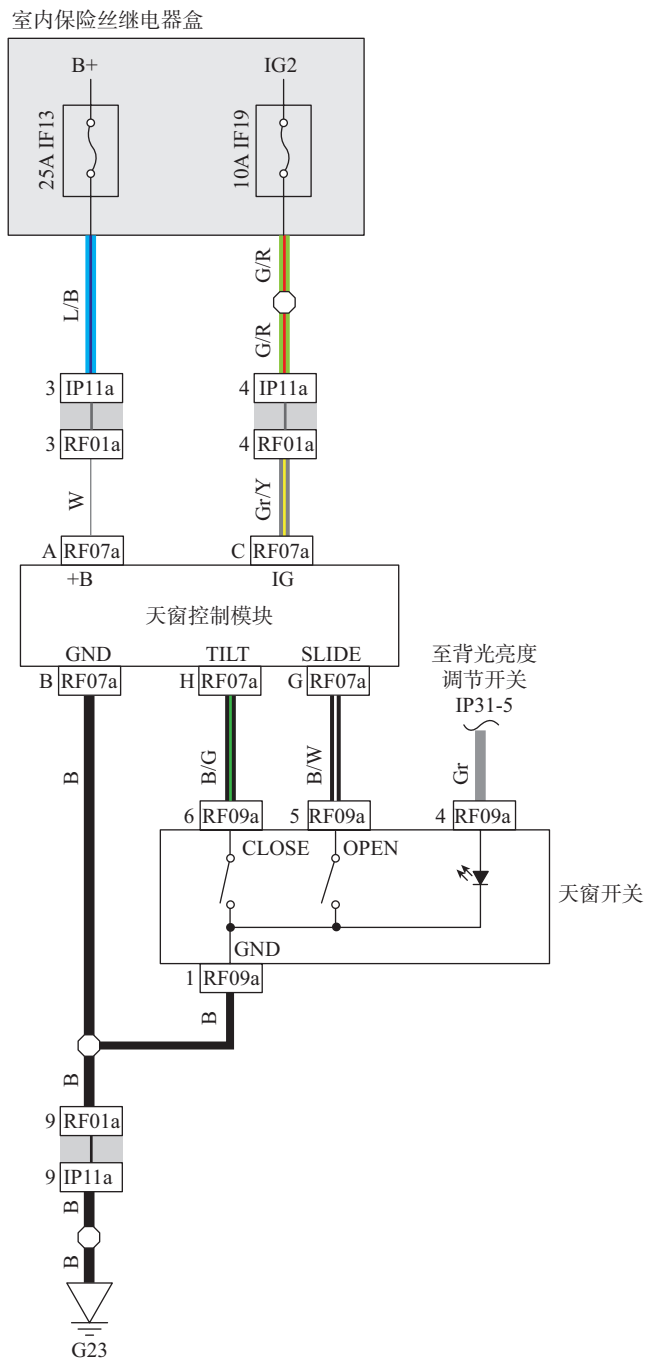 室内保险丝继电器盒
B+ IG2
25A IF13 10A IF19
L/B G/R
G/R
3 IP11a 4 IP11a
3 RF01a 4 RF01a
W Gr/Y
A RF07a C RF07a
+B IG
天窗控制模块
GND TILT SLIDE
B RF07a H RF07a G RF07a
至背光亮度
调节开关
IP31-5
B B/G B/W Gr
6 RF09a 5 RF09a 4 RF09a
CLOSE OPEN
天窗开关
GND
1 RF09a
B
B
9 RF01a
9 IP11a
B
B
G23